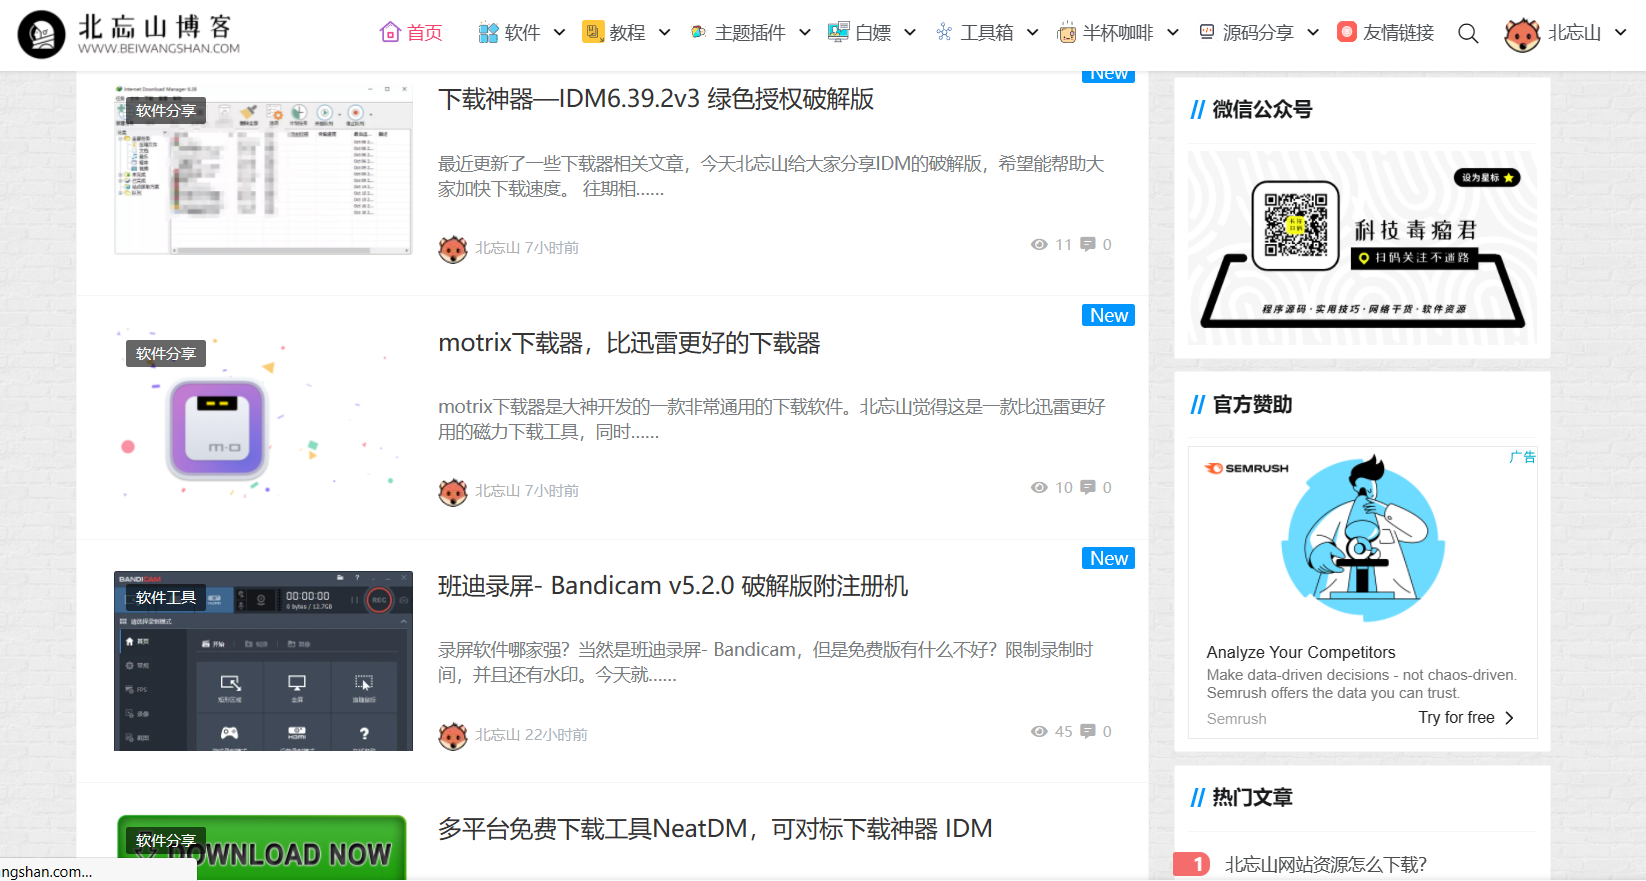 北忘山博客
WWW.BEIWANGSHAN.COM
首页
软件
教程
主题插件
白嫖
工具箱
半杯咖啡
源码分享
友情链接
北忘山
New
软件分享
下载神器—IDM6.39.2v3 绿色授权破解版
最近更新了一些下载器相关文章，今天北忘山给大家分享IDM的破解版，希望能帮助大
家加快下载速度。 往期相......
北忘山 7小时前
11
0
New
软件分享
motrix下载器，比迅雷更好的下载器
motrix下载器是大神开发的一款非常通用的下载软件。北忘山觉得这是一款比迅雷更好
用的磁力下载工具，同时......
北忘山 7小时前
10
0
New
BANDICAM
软件工具
00:00:00
0 bytes / 12.7GB
REC
首页
FPS
HDMI
班迪录屏- Bandicam v5.2.0 破解版附注册机
录屏软件哪家强？当然是班迪录屏- Bandicam，但是免费版有什么不好？限制录制时
间，并且还有水印。今天就......
北忘山 22小时前
45
0
软件分享
DOWNLOAD NOW
多平台免费下载工具NeatDM，可对标下载神器 IDM
ngshan.com...
// 微信公众号
设为星标
科技毒瘤君
扫码关注不迷路
程序源码·实用技巧·网络干货·软件资源
// 官方赞助
广告
SEMRUSH
Analyze Your Competitors
Make data-driven decisions - not chaos-driven.
Semrush offers the data you can trust.
Semrush
Try for free
// 热门文章
1
北忘山网站资源怎么下载?